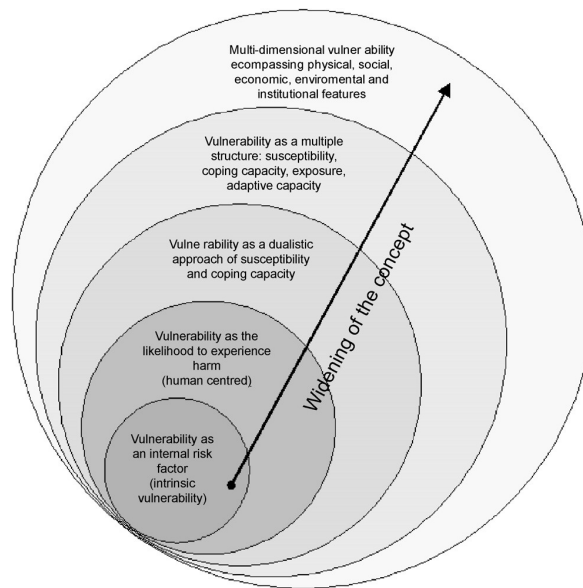 Multi-dimensional vulner ability
ecompassing physical, social,
economic, enviromental and
institutional features
Vulnerability as a multiple
structure: susceptibility,
coping capacity, exposure,
adaptive capacity
Vulne rability as a dualistic
approach of susceptibility
and coping capacity
Widening of the concept
Vulnerability as the
likelihood to experience
harm
(human centred)
Vulnerability as
an internal risk
factor
(intrinsic
vulnerability)